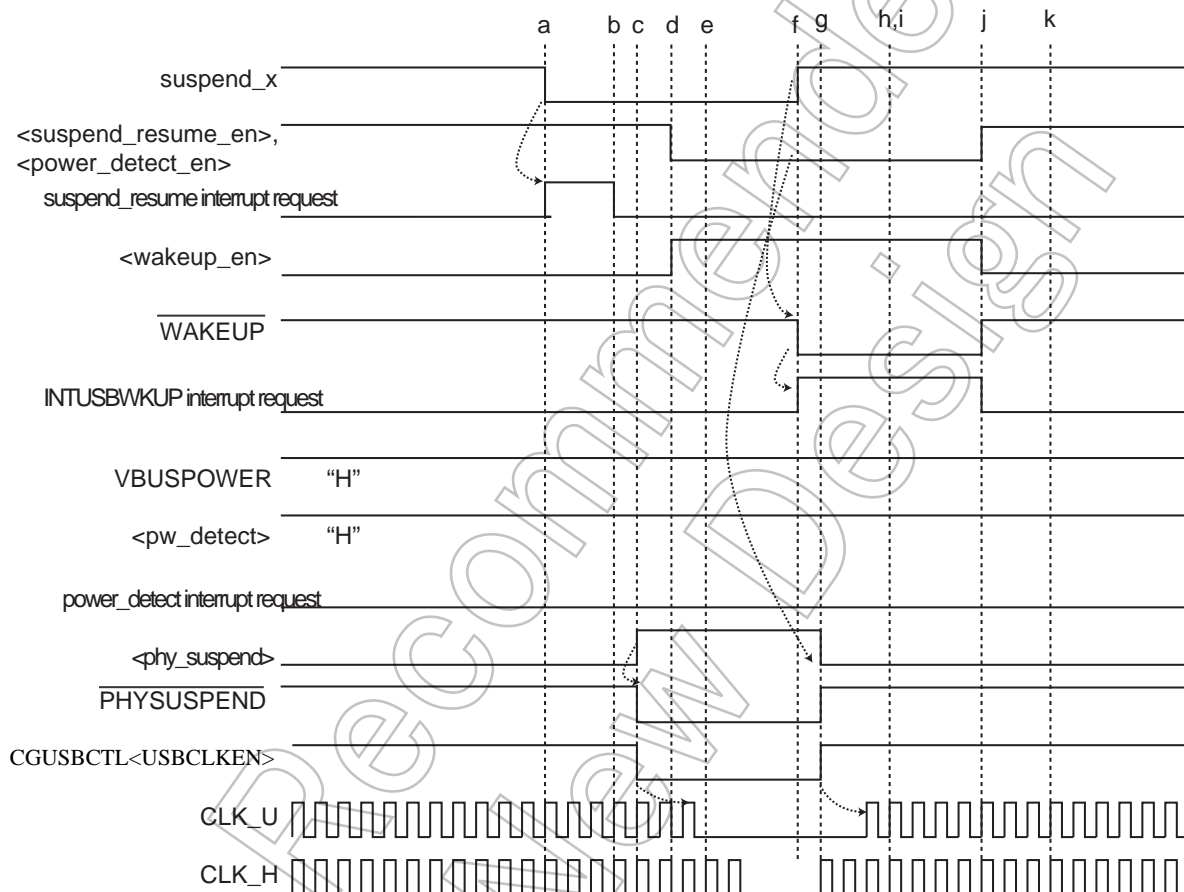 a b c d e f g h,i j k
suspend_x
<suspend_resume_en>,
<power_detect_en>
suspend_resume interrupt request
<wakeup_en>
WAKEUP
INTUSBWKUP interrupt request
VBUSPOWER "H"
<pw_detect> "H"
power_detect interrupt request
<phy_suspend>
PHYSUSPEND
CGUSBCTL<USBCLKEN>
CLK_U
CLK_H
Recommende
New Design